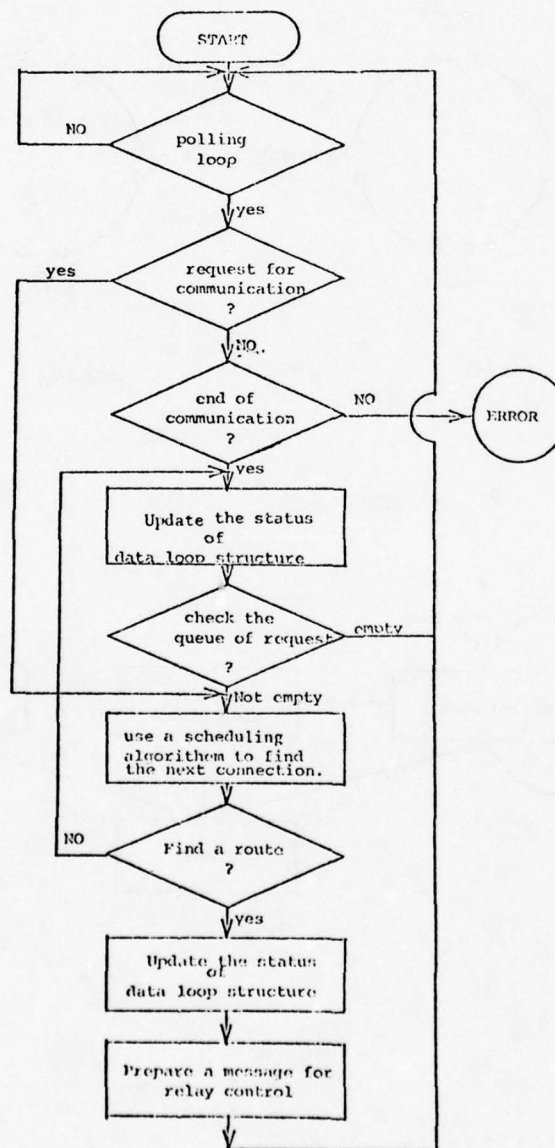 START
NO
polling
loop
yes
yes
request for
communication
?
NO
end of
communication
?
NO
ERROR
yes
Update the status
of
data loop structure
check the
queue of request
?
empty
Not empty
use a scheduling
algorithem to find
the next connection.
NO
Find a route
?
yes
Update the status
of
data loop structure
Prepare a message for
relay control